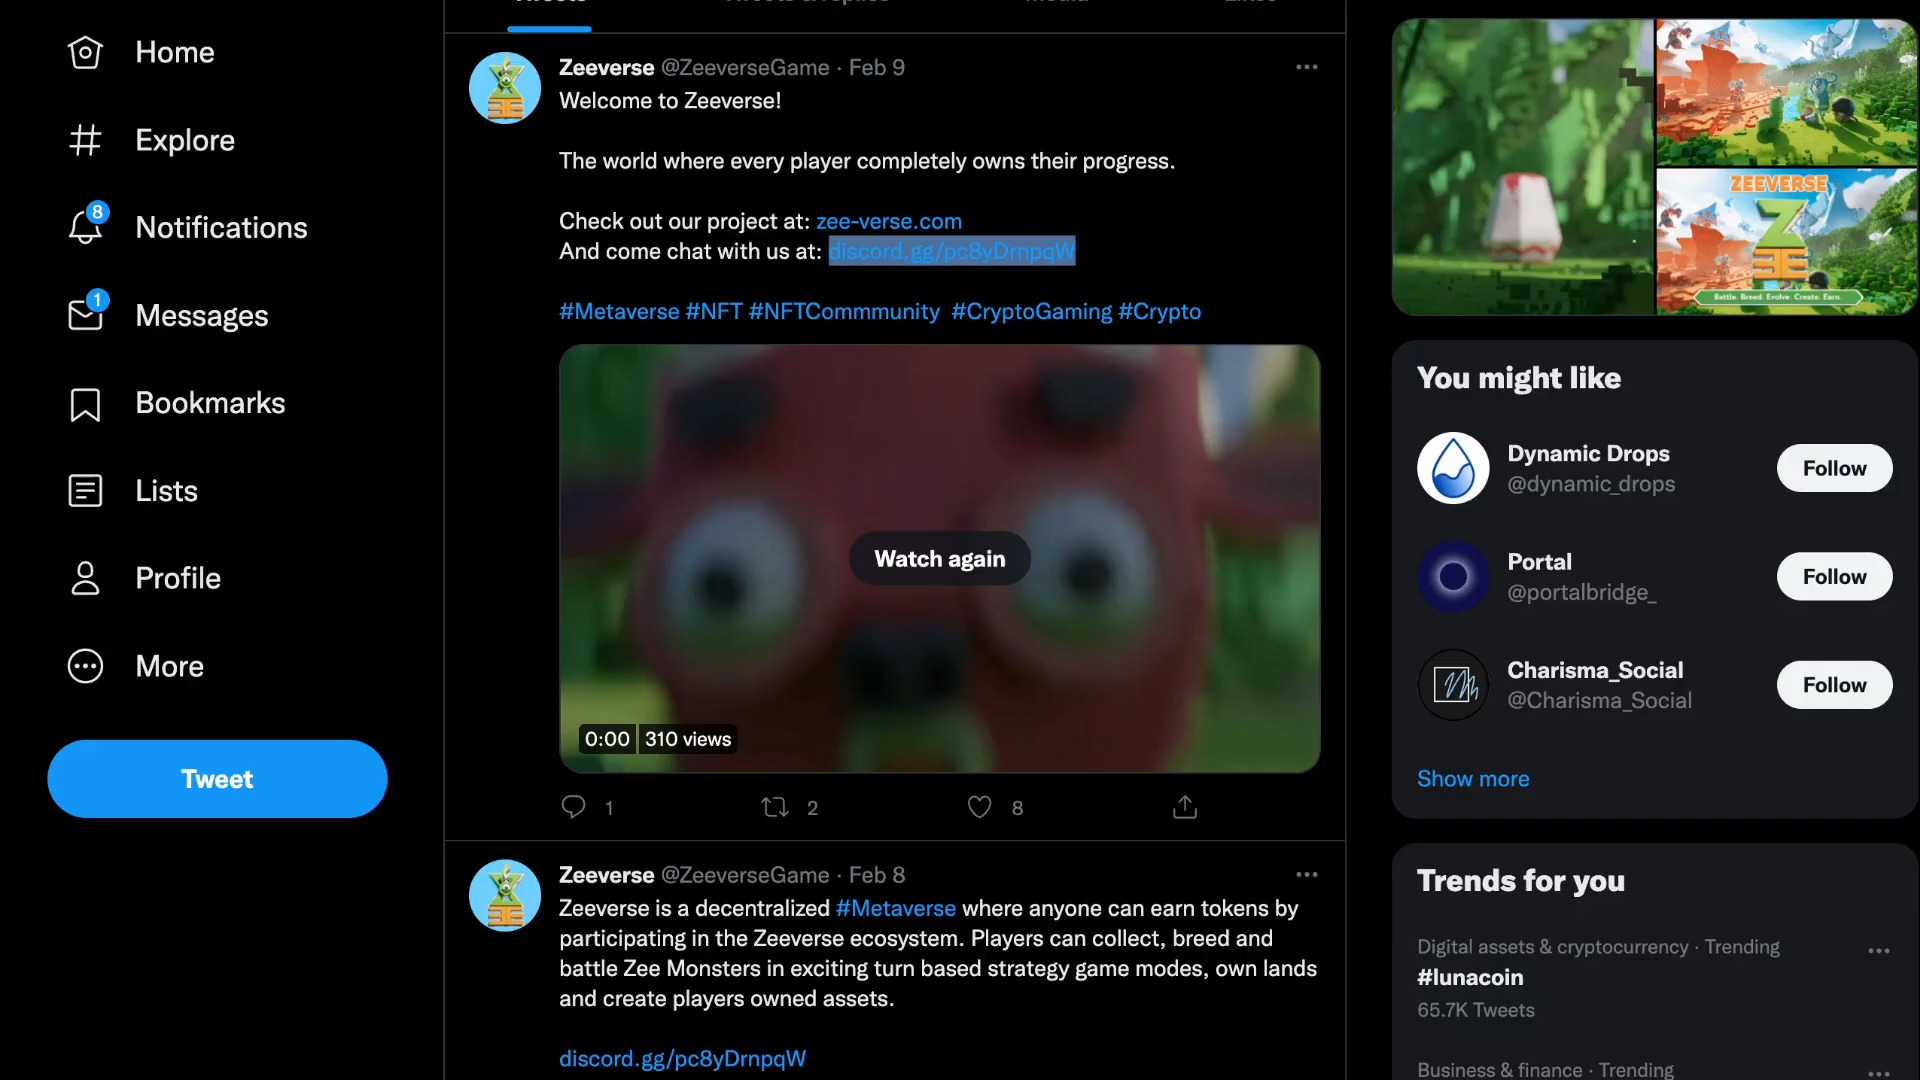 Home
Explore
8
Notifications
1
Messages
Bookmarks
Lists
Profile
More
Tweet
Tweets
Tweets & replies
Media
Likes
Zeeverse @ZeeverseGame · Feb 9
Welcome to Zeeverse!
The world where every player completely owns their progress.
Check out our project at: zee-verse.com
And come chat with us at: discord.gg/pc8yDrnpqW
#Metaverse #NFT #NFTCommmunity #CryptoGaming #Crypto
Watch again
0:00 310 views
1
2
8
Zeeverse @ZeeverseGame · Feb 8
Zeeverse is a decentralized #Metaverse where anyone can earn tokens by
participating in the Zeeverse ecosystem. Players can collect, breed and
battle Zee Monsters in exciting turn based strategy game modes, own lands
and create players owned assets.
discord.gg/pc8yDrnpqW
ZEEVERSE
Battle. Breed. Evolve. Create. Earn.
You might like
Dynamic Drops
@dynamic_drops
Follow
Portal
@portalbridge_
Follow
Charisma_Social
@Charisma_Social
Follow
Show more
Trends for you
Digital assets & cryptocurrency · Trending
#lunacoin
65.7K Tweets
Business & finance · Trending